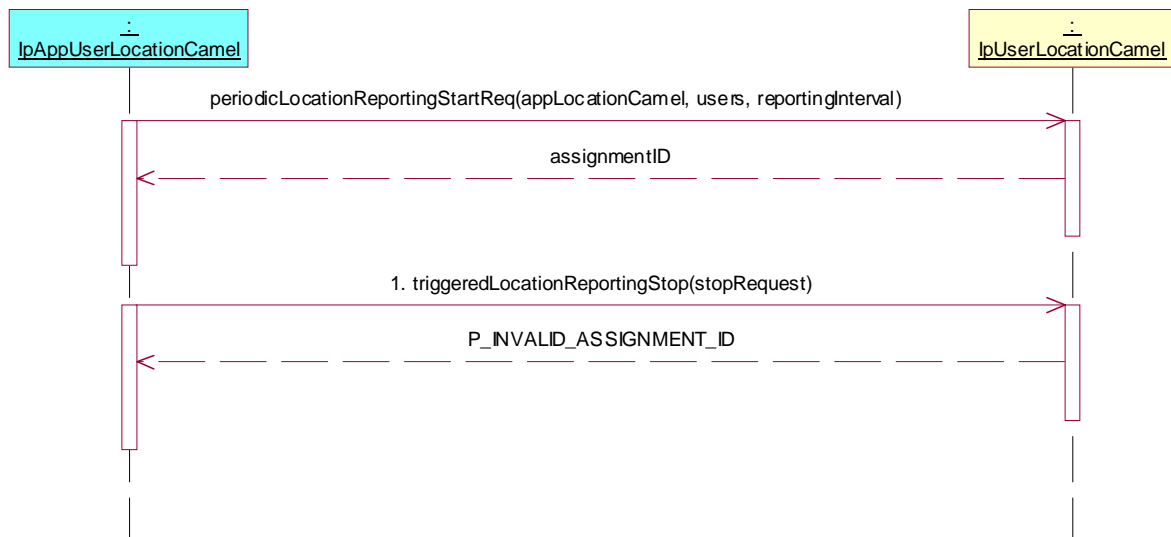 :
IpAppUserLocationCamel
:
IpUserLocationCamel
periodicLocationReportingStartReq(appLocationCamel, users, reportingInterval)
assignmentID
1. triggeredLocationReportingStop(stopRequest)
P_INVALID_ASSIGNMENT_ID